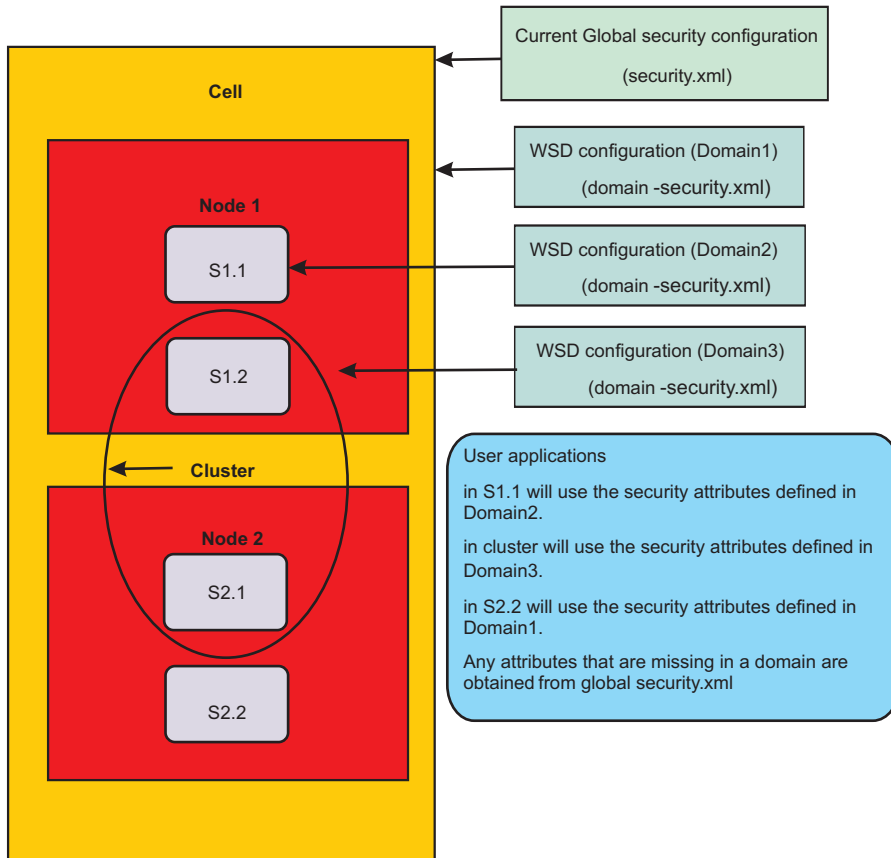 Current Global security configuration
(security.xml)
Cell
WSD configuration (Domain1)
(domain -security.xml)
Node 1
S1.1
WSD configuration (Domain2)
(domain -security.xml)
S1.2
WSD configuration (Domain3)
(domain -security.xml)
Cluster
Node 2
S2.1
S2.2
User applications
in S1.1 will use the security attributes defined in
Domain2.
in cluster will use the security attributes defined in
Domain3.
in S2.2 will use the security attributes defined in
Domain1.
Any attributes that are missing in a domain are
obtained from global security.xml